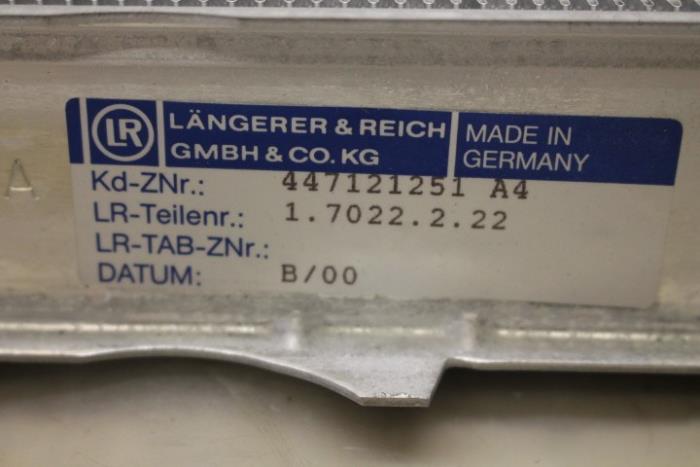 LR LÄNGERER & REICH
GMBH & CO. KG
MADE IN
GERMANY
A
Kd-ZNr.: 447121251 A4
LR-Teilenr.: 1.7022.2.22
LR-TAB-ZNr.:
DATUM: B/00